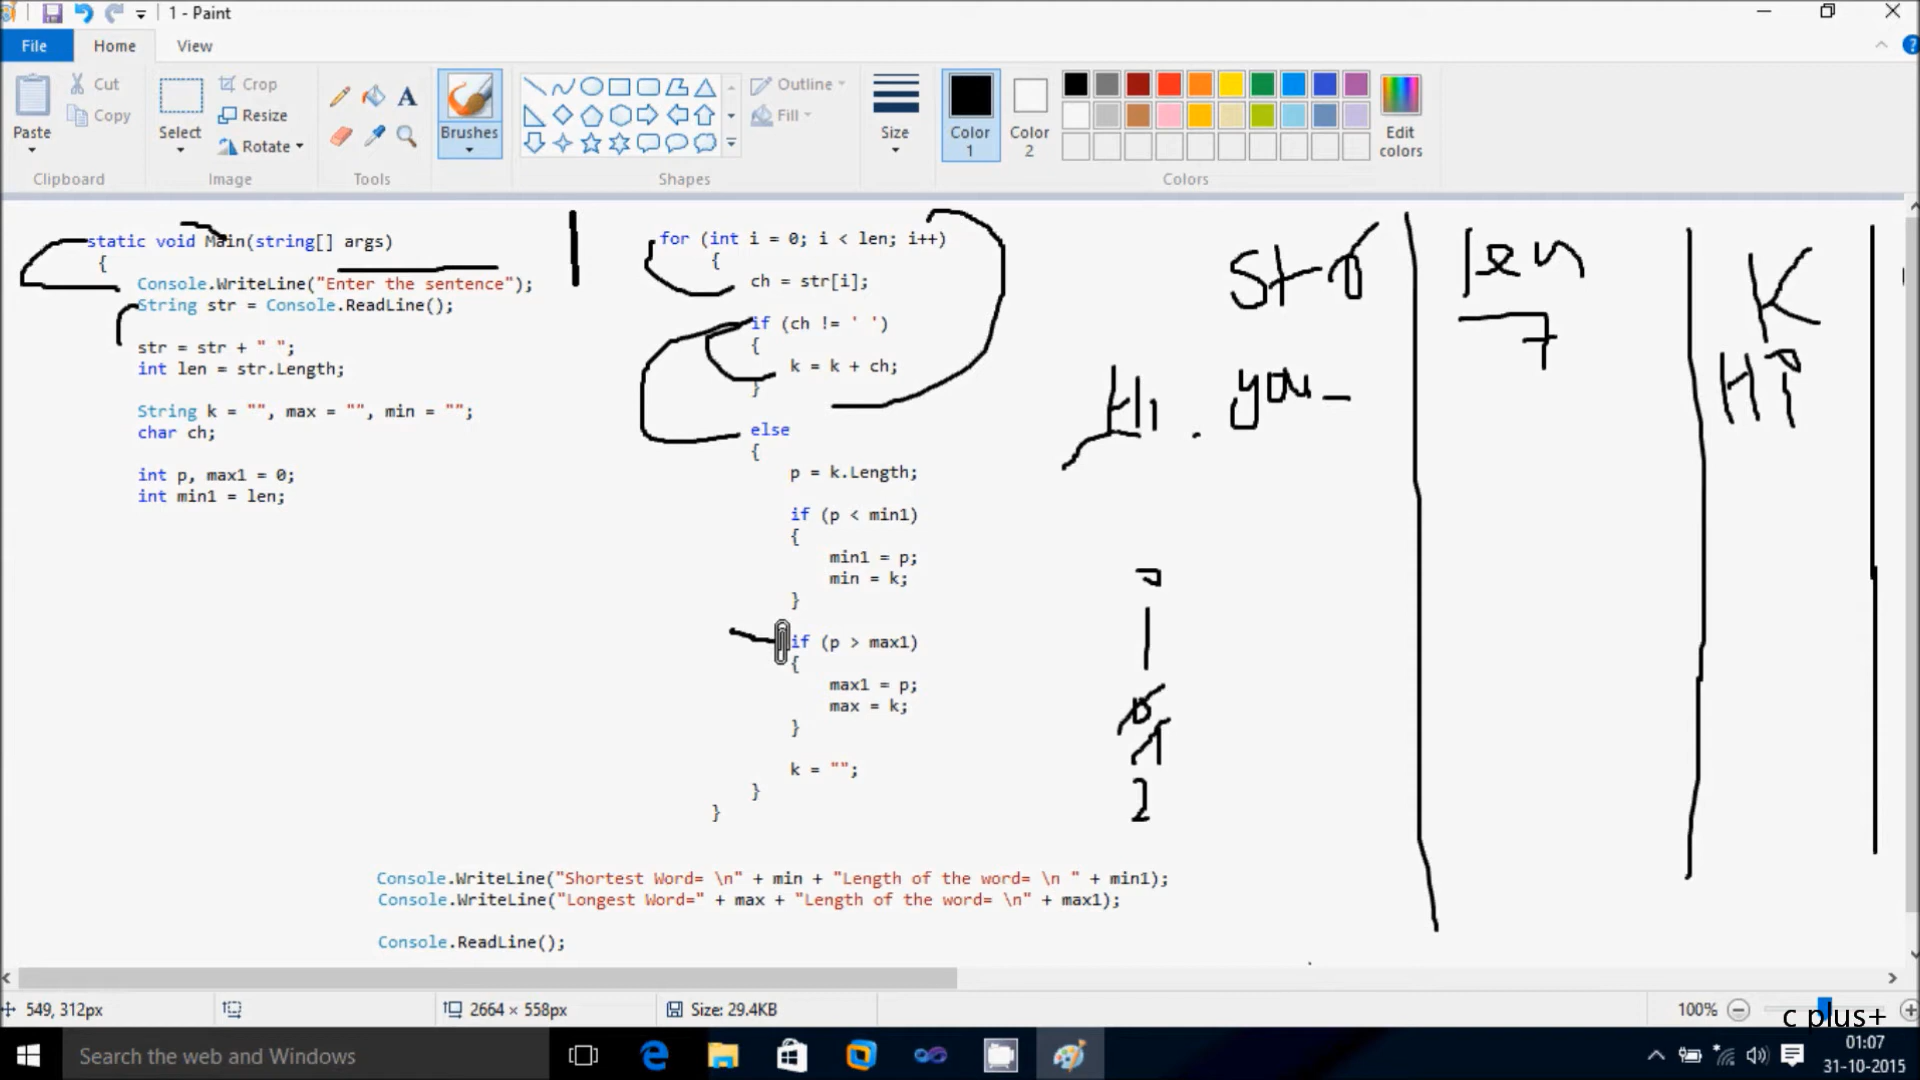 1 - Paint
File Home View
Paste
Cut
Copy
Clipboard
Select
Crop
Resize
Rotate
Image
Tools
Brushes
Outline
Fill
Shapes
Size
Color 1
Color 2
Edit colors
Colors
static void Main(string[] args)
{
Console.WriteLine("Enter the sentence");
String str = Console.ReadLine();
str = str + " ";
int len = str.Length;
String k = "", max = "", min = "";
char ch;
int p, max1 = 0;
int min1 = len;
for (int i = 0; i < len; i++)
{
ch = str[i];
if (ch != ' ')
{
k = k + ch;
}
else
{
p = k.Length;
if (p < min1)
{
min1 = p;
min = k;
}
if (p > max1)
{
max1 = p;
max = k;
}
k = "";
}
}
Console.WriteLine("Shortest Word= \n" + min + "Length of the word= \n " + min1);
Console.WriteLine("Longest Word=" + max + "Length of the word= \n" + max1);
Console.ReadLine();
Str
Hi . you_
len
7
K
Hi
0
1
2
549, 312px
2664 × 558px
Size: 29.4KB
100%
c plus+
Search the web and Windows
01:07
31-10-2015